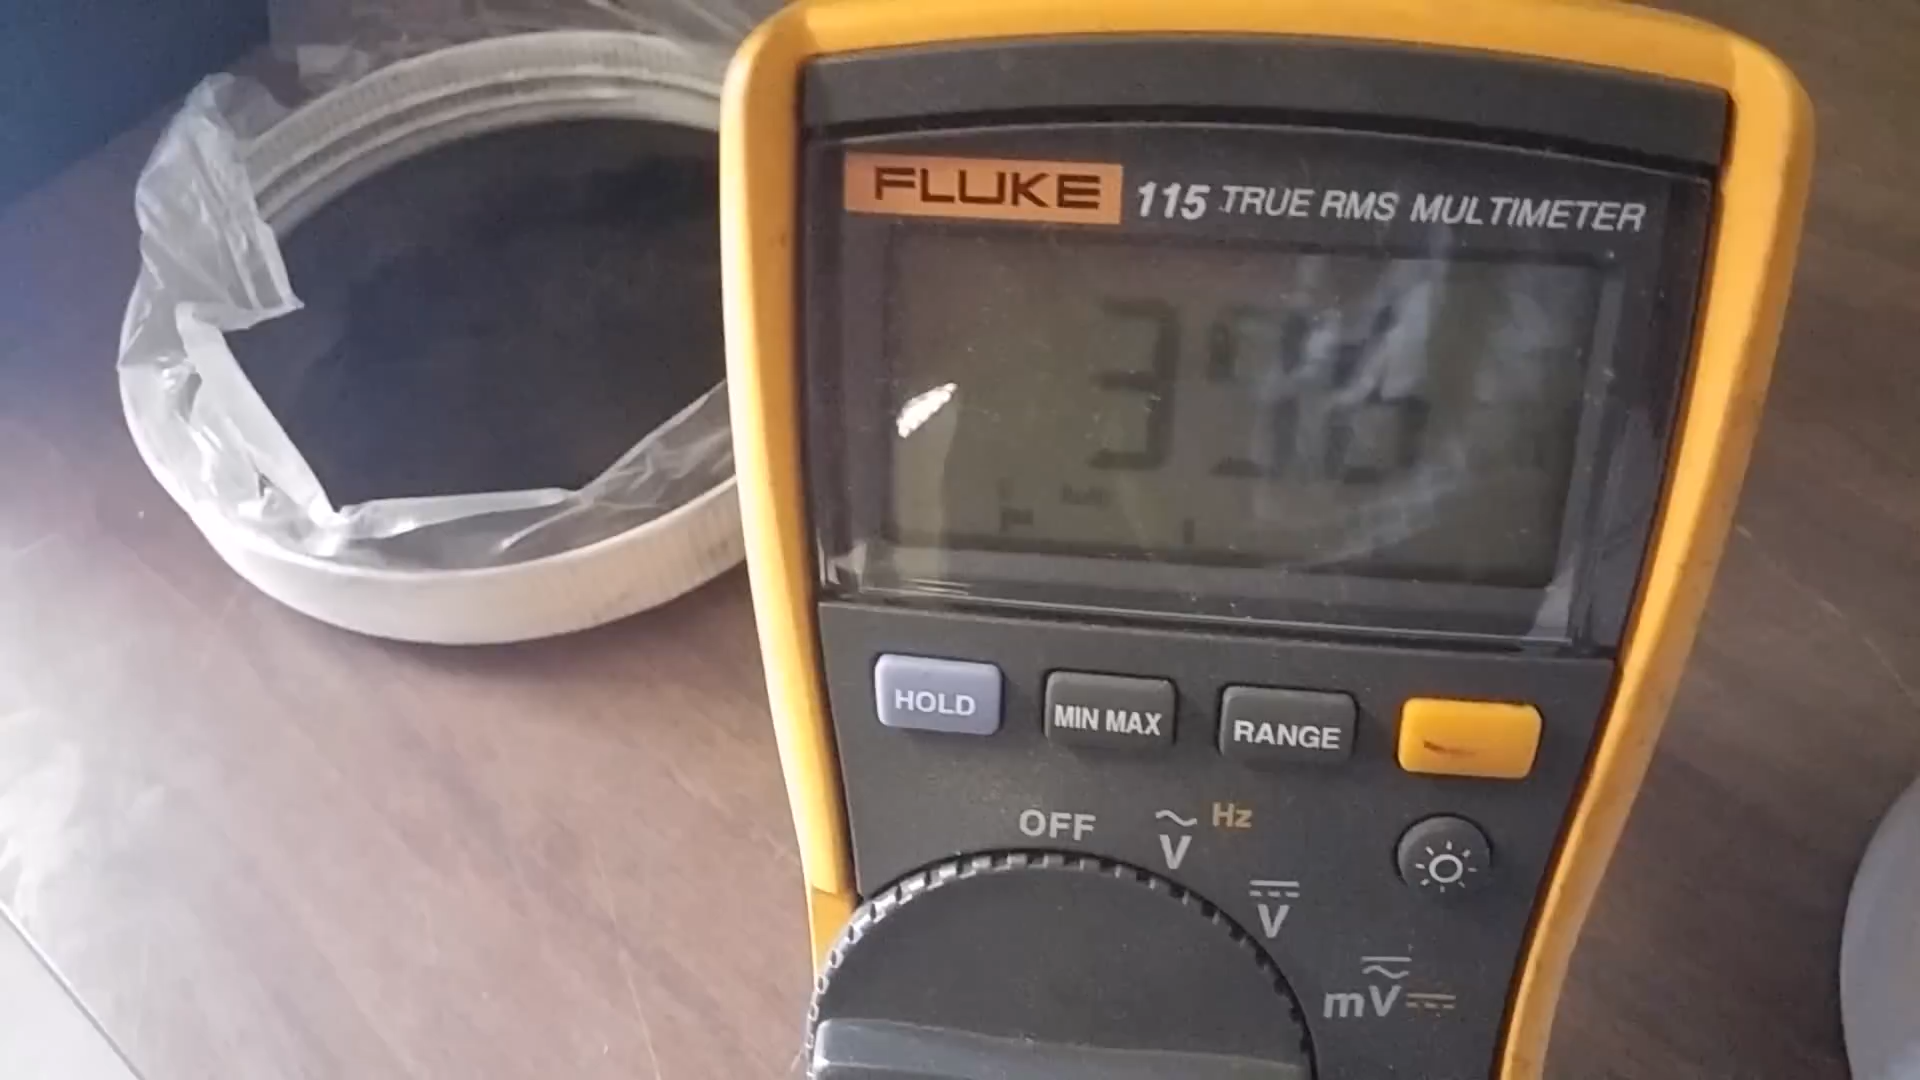 FLUKE 115 TRUE RMS MULTIMETER
HOLD
MIN MAX
RANGE
OFF
V
Hz
V
mV